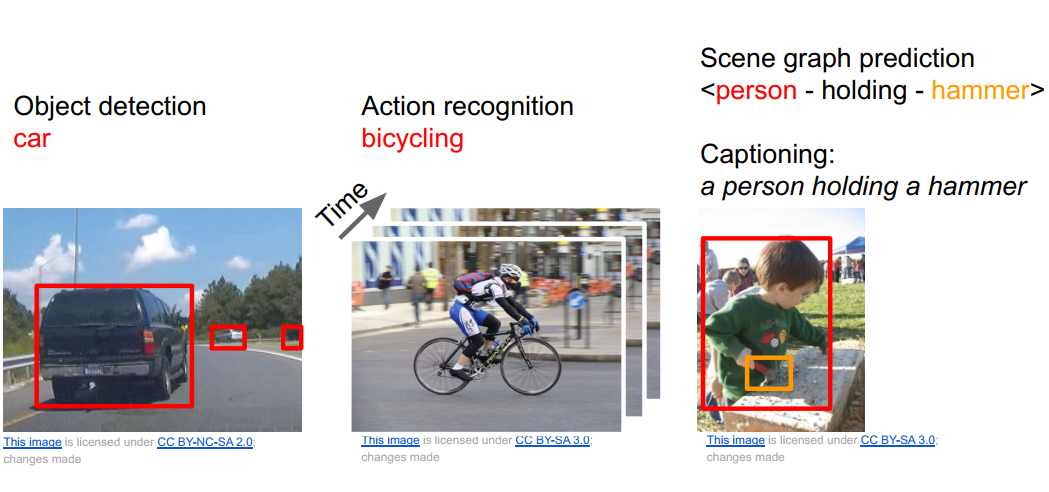 Object detection
car
Action recognition
bicycling
Scene graph prediction
<person - holding - hammer>
Captioning:
a person holding a hammer
Time
This image is licensed under CC BY-NC-SA 2.0;
changes made
This image is licensed under CC BY-SA 3.0;
changes made
This image is licensed under CC BY-SA 3.0;
changes made